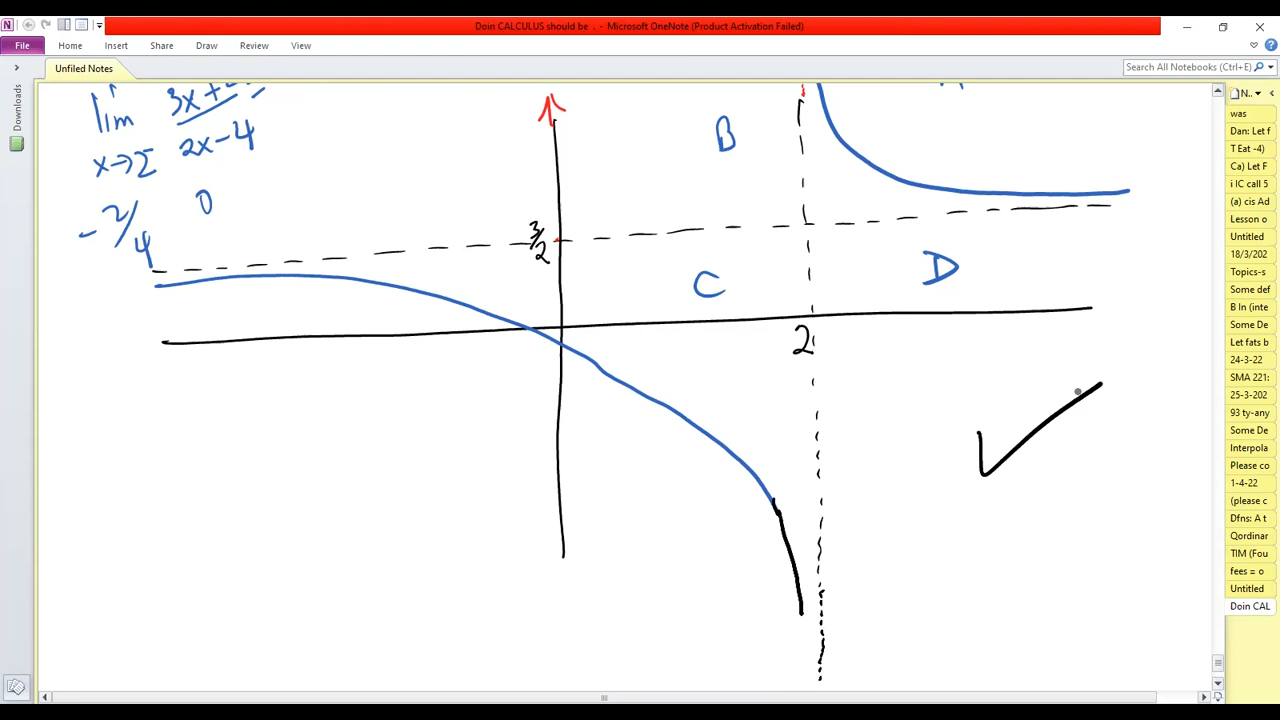 Doin CALCULUS should be . - Microsoft OneNote (Product Activation Failed)
File Home Insert Share Draw Review View
Unfiled Notes
Search All Notebooks (Ctrl+E)
Downloads
lim 3x+
x→ 2x-4
- 2/4 0
B
3/2
C
D
2
N..
was
Dan: Let f
T Eat -4)
Ca) Let F
i IC call 5
(a) cis Ad
Lesson o
Untitled
18/3/202
Topics-s
Some def
B In (inte
Some De
Let fats b
24-3-22
SMA 221:
25-3-202
93 ty-any
Some De
Interpola
Please co
1-4-22
(please c
Dfns: A t
Qordinar
TIM (Fou
fees = o
Untitled
Doin CAL